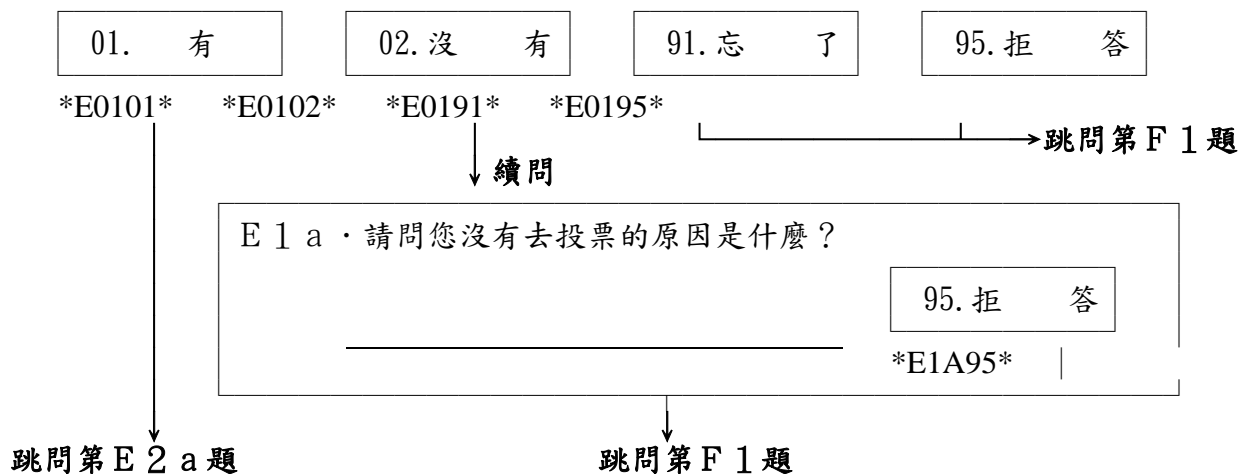 01. 有 02.沒 有 91.忘 了 95.拒 答
*E0101* *E0102* *E0191* *E0195*
跳問第Ｆ１題
續問
Ｅ１ａ．請問您沒有去投票的原因是什麼？
95.拒 答
*E1A95*
跳問第Ｅ２ａ題 跳問第Ｆ１題